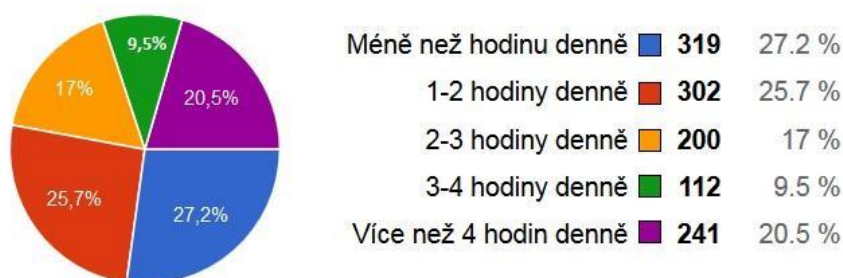 9,5%
17%
20,5%
25,7%
27,2%
Méně než hodinu denně 319 27.2 %
1-2 hodiny denně 302 25.7 %
2-3 hodiny denně 200 17 %
3-4 hodiny denně 112 9.5 %
Více než 4 hodin denně 241 20.5 %